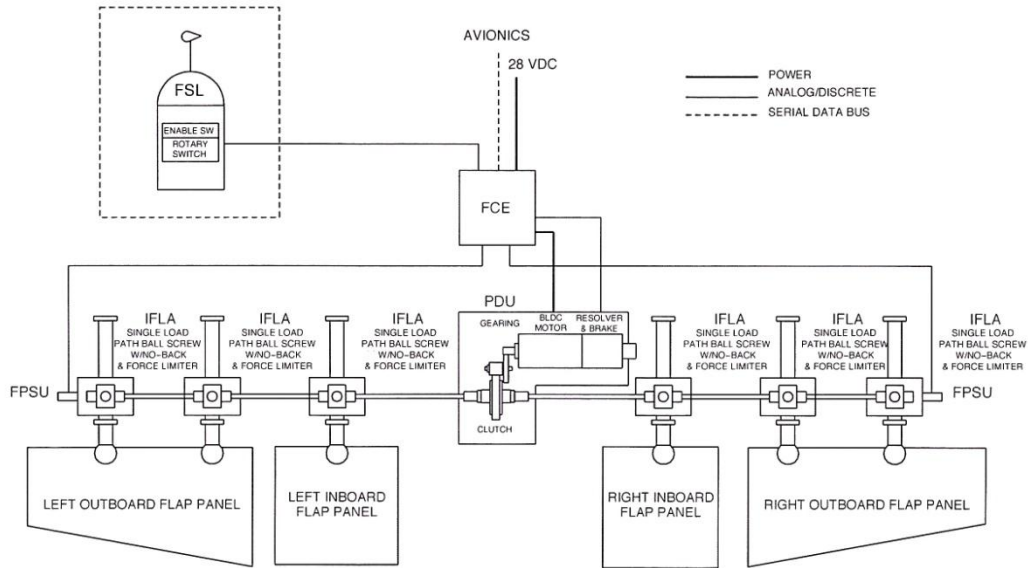 AVIONICS
28 VDC
FSL
ENABLE SW
ROTARY
SWITCH
POWER
ANALOG/DISCRETE
SERIAL DATA BUS
FCE
PDU
GEARING
BLDC
MOTOR
RESOLVER
& BRAKE
CLUTCH
IFLA
SINGLE LOAD
PATH BALL SCREW
W/NO-BACK
& FORCE LIMITER
IFLA
SINGLE LOAD
PATH BALL SCREW
W/NO-BACK
& FORCE LIMITER
IFLA
SINGLE LOAD
PATH BALL SCREW
W/NO-BACK
& FORCE LIMITER
IFLA
SINGLE LOAD
PATH BALL SCREW
W/NO-BACK
& FORCE LIMITER
IFLA
SINGLE LOAD
PATH BALL SCREW
W/NO-BACK
& FORCE LIMITER
IFLA
SINGLE LOAD
PATH BALL SCREW
W/NO-BACK
& FORCE LIMITER
FPSU
FPSU
LEFT OUTBOARD FLAP PANEL
LEFT INBOARD
FLAP PANEL
RIGHT INBOARD
FLAP PANEL
RIGHT OUTBOARD FLAP PANEL